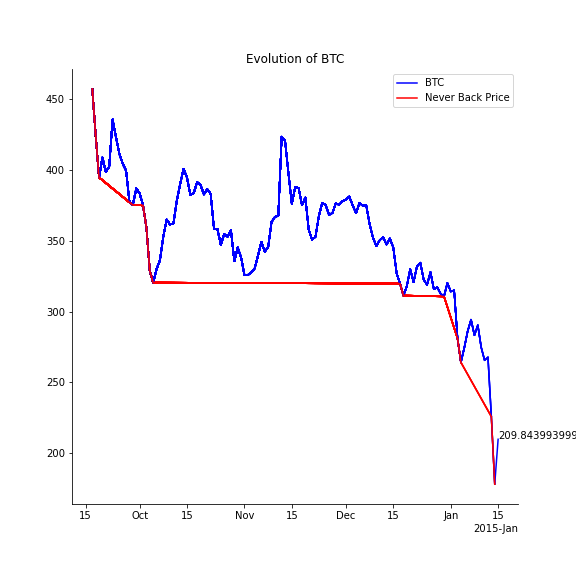 Evolution of BTC
BTC
Never Back Price
450
400
350
300
250
200
209.843993999
15
Oct
15
Nov
15
Dec
15
Jan
15
2015-Jan